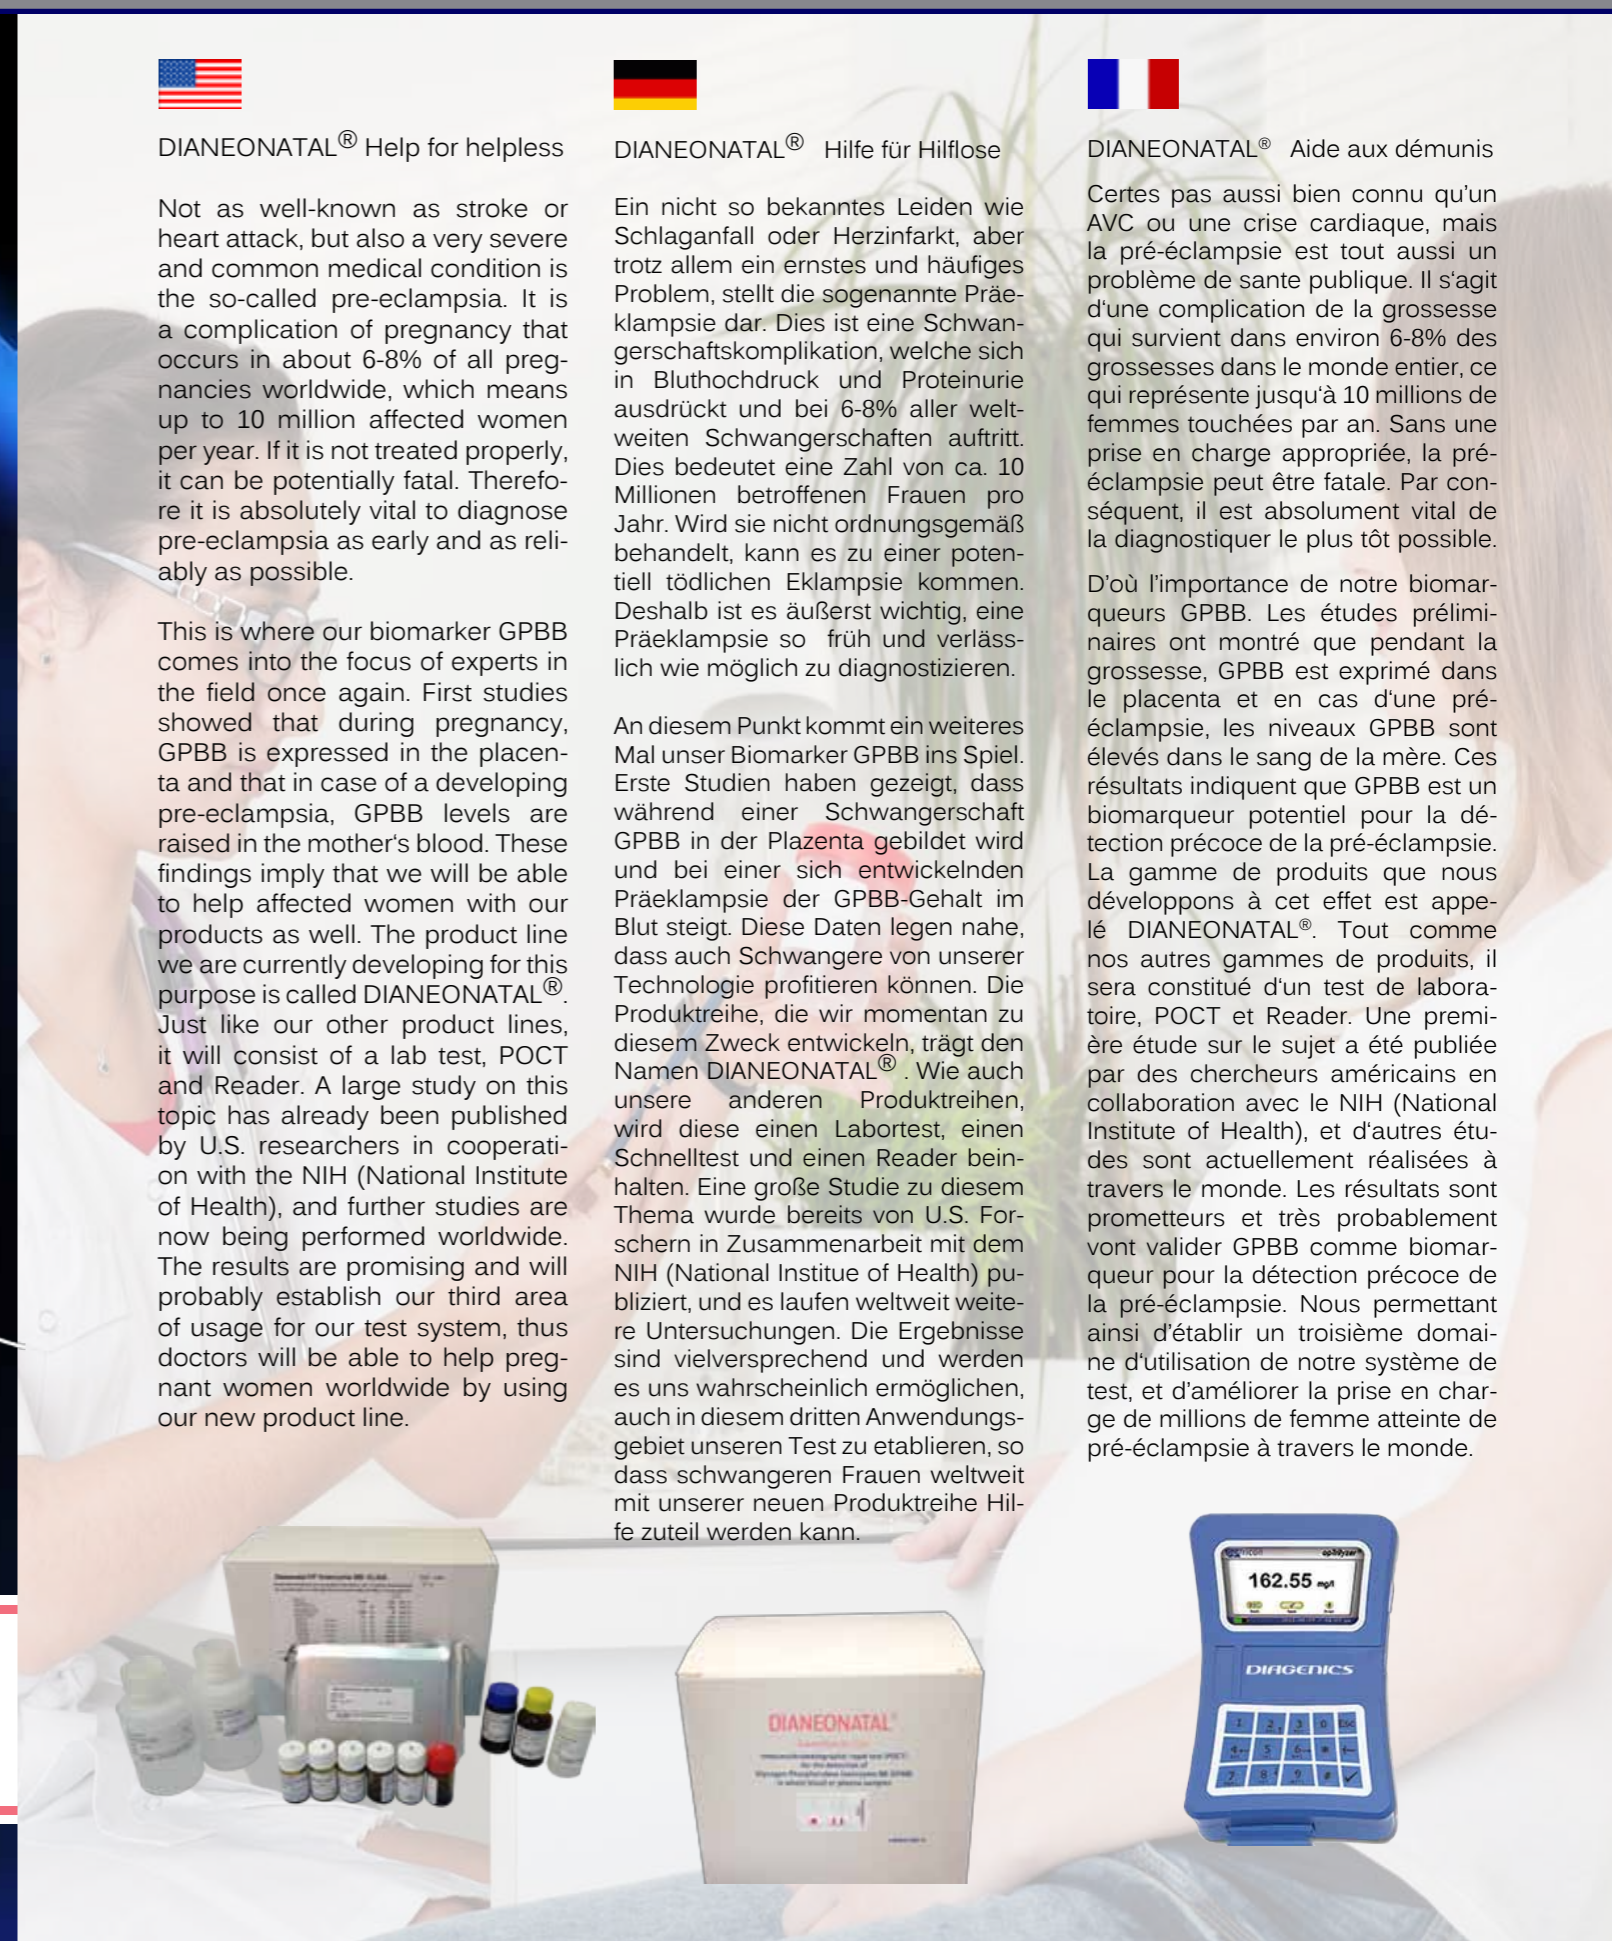 DIANEONATAL® Help for helpless
Not as well-known as stroke or
heart attack, but also a very severe
and common medical condition is
the so-called pre-eclampsia. It is
a complication of pregnancy that
occurs in about 6-8% of all preg-
nancies worldwide, which means
up to 10 million affected women
per year. If it is not treated properly,
it can be potentially fatal. Therefo-
re it is absolutely vital to diagnose
pre-eclampsia as early and as reli-
ably as possible.
This is where our biomarker GPBB
comes into the focus of experts in
the field once again. First studies
showed that during pregnancy,
GPBB is expressed in the placen-
ta and that in case of a developing
pre-eclampsia, GPBB levels are
raised in the mother‘s blood. These
findings imply that we will be able
to help affected women with our
products as well. The product line
we are currently developing for this
purpose is called DIANEONATAL®.
Just like our other product lines,
it will consist of a lab test, POCT
and Reader. A large study on this
topic has already been published
by U.S. researchers in cooperati-
on with the NIH (National Institute
of Health), and further studies are
now being performed worldwide.
The results are promising and will
probably establish our third area
of usage for our test system, thus
doctors will be able to help preg-
nant women worldwide by using
our new product line.
DIANEONATAL® Hilfe für Hilflose
Ein nicht so bekanntes Leiden wie
Schlaganfall oder Herzinfarkt, aber
trotz allem ein ernstes und häufiges
Problem, stellt die sogenannte Präe-
klampsie dar. Dies ist eine Schwan-
gerschaftskomplikation, welche sich
in Bluthochdruck und Proteinurie
ausdrückt und bei 6-8% aller welt-
weiten Schwangerschaften auftritt.
Dies bedeutet eine Zahl von ca. 10
Millionen betroffenen Frauen pro
Jahr. Wird sie nicht ordnungsgemäß
behandelt, kann es zu einer poten-
tiell tödlichen Eklampsie kommen.
Deshalb ist es äußerst wichtig, eine
Präeklampsie so früh und verläss-
lich wie möglich zu diagnostizieren.
An diesem Punkt kommt ein weiteres
Mal unser Biomarker GPBB ins Spiel.
Erste Studien haben gezeigt, dass
während einer Schwangerschaft
GPBB in der Plazenta gebildet wird
und bei einer sich entwickelnden
Präeklampsie der GPBB-Gehalt im
Blut steigt. Diese Daten legen nahe,
dass auch Schwangere von unserer
Technologie profitieren können. Die
Produktreihe, die wir momentan zu
diesem Zweck entwickeln, trägt den
Namen DIANEONATAL® . Wie auch
unsere anderen Produktreihen,
wird diese einen Labortest, einen
Schnelltest und einen Reader bein-
halten. Eine große Studie zu diesem
Thema wurde bereits von U.S. For-
schern in Zusammenarbeit mit dem
NIH (National Institue of Health) pu-
bliziert, und es laufen weltweit weite-
re Untersuchungen. Die Ergebnisse
sind vielversprechend und werden
es uns wahrscheinlich ermöglichen,
auch in diesem dritten Anwendungs-
gebiet unseren Test zu etablieren, so
dass schwangeren Frauen weltweit
mit unserer neuen Produktreihe Hil-
fe zuteil werden kann.
DIANEONATAL® Aide aux démunis
Certes pas aussi bien connu qu’un
AVC ou une crise cardiaque, mais
la pré-éclampsie est tout aussi un
problème de sante publique. Il s‘agit
d‘une complication de la grossesse
qui survient dans environ 6-8% des
grossesses dans le monde entier, ce
qui représente jusqu‘à 10 millions de
femmes touchées par an. Sans une
prise en charge appropriée, la pré-
éclampsie peut être fatale. Par con-
séquent, il est absolument vital de
la diagnostiquer le plus tôt possible.
D’où l’importance de notre biomar-
queurs GPBB. Les études prélimi-
naires ont montré que pendant la
grossesse, GPBB est exprimé dans
le placenta et en cas d‘une pré-
éclampsie, les niveaux GPBB sont
élevés dans le sang de la mère. Ces
résultats indiquent que GPBB est un
biomarqueur potentiel pour la dé-
tection précoce de la pré-éclampsie.
La gamme de produits que nous
développons à cet effet est appe-
lé DIANEONATAL®. Tout comme
nos autres gammes de produits, il
sera constitué d‘un test de labora-
toire, POCT et Reader. Une premi-
ère étude sur le sujet a été publiée
par des chercheurs américains en
collaboration avec le NIH (National
Institute of Health), et d‘autres étu-
des sont actuellement réalisées à
travers le monde. Les résultats sont
prometteurs et très probablement
vont valider GPBB comme biomar-
queur pour la détection précoce de
la pré-éclampsie. Nous permettant
ainsi d‘établir un troisième domai-
ne d‘utilisation de notre système de
test, et d‘améliorer la prise en char-
ge de millions de femme atteinte de
pré-éclampsie à travers le monde.
DIANEONATAL®
opTrilyzer
162.55 mg/l
DIAGENICS
1 2 3 0 Esc
4 5 6 * ←
7 8 9 # ✓